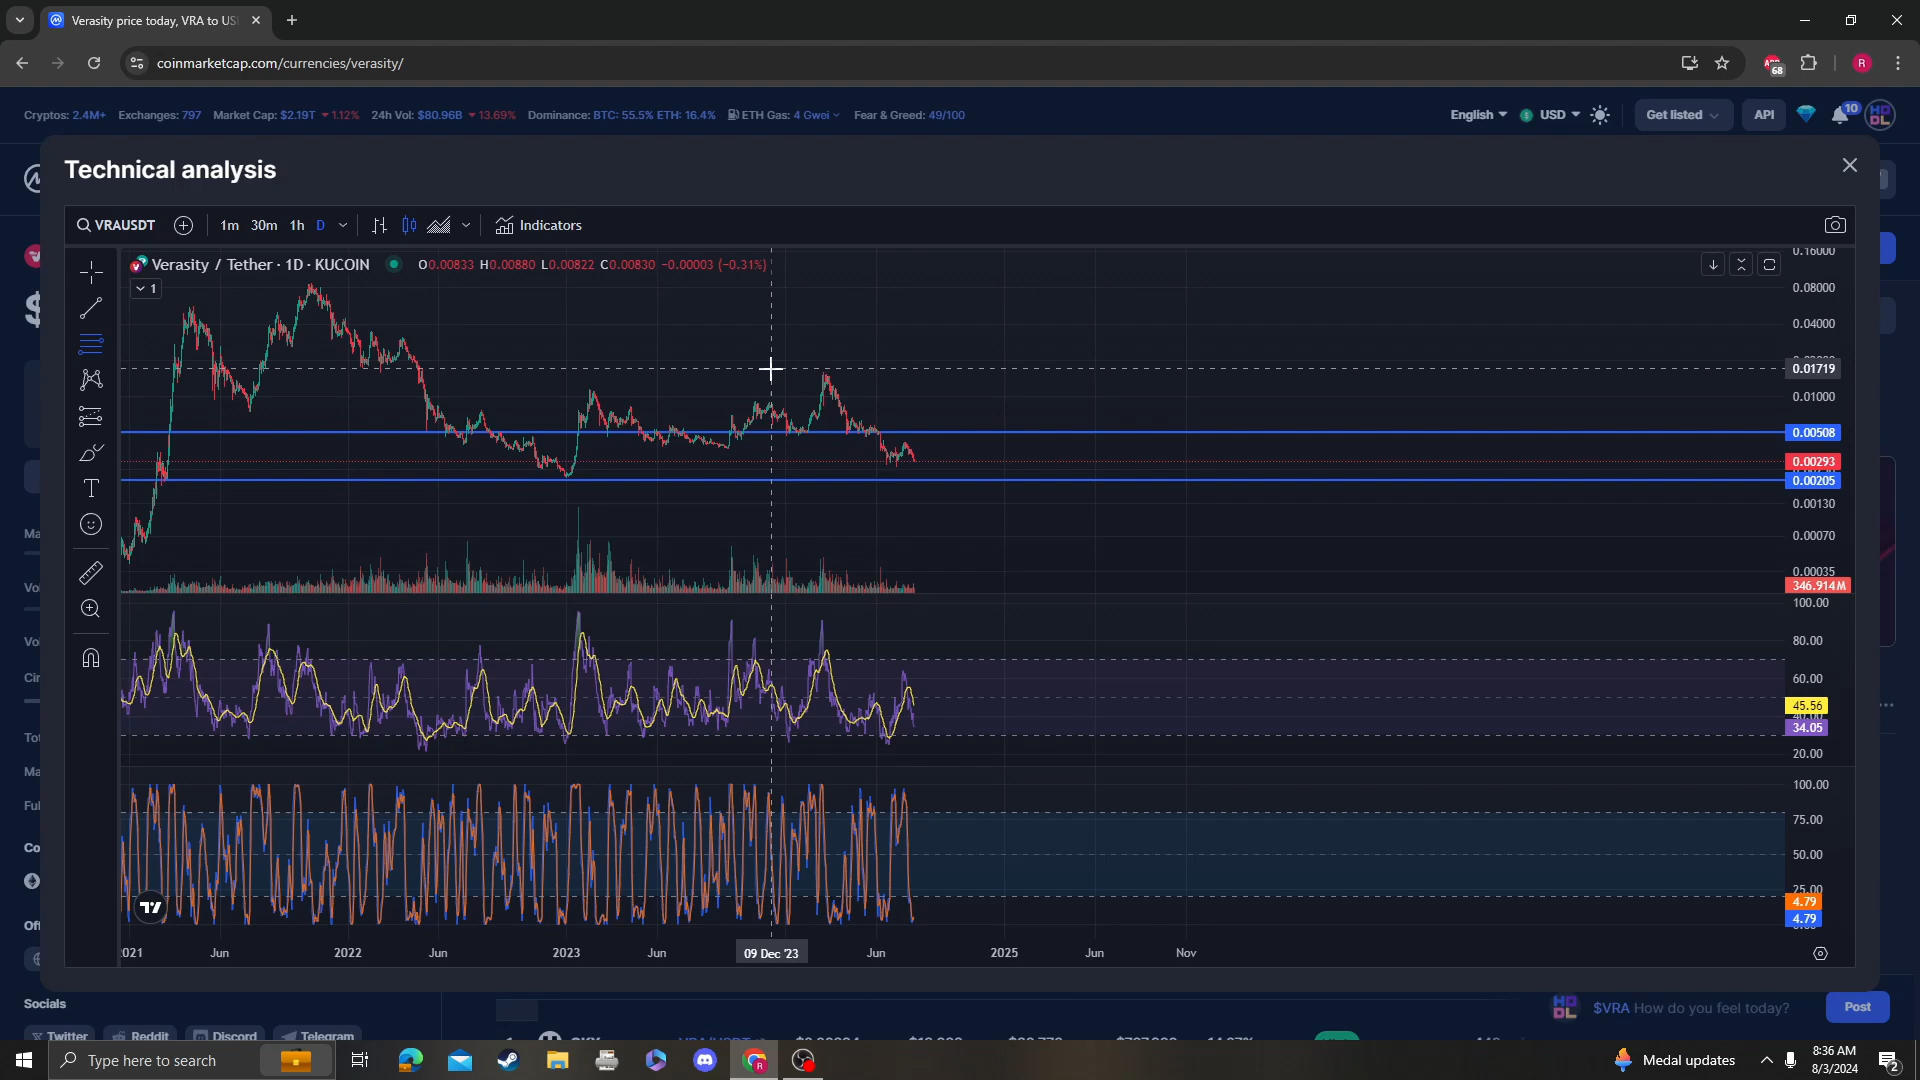 Verasity price today, VRA to US
coinmarketcap.com/currencies/verasity/
68
R
Cryptos: 2.4M+ Exchanges: 797 Market Cap: $2.19T 1.12% 24h Vol: $80.96B 13.69% Dominance: BTC: 55.5% ETH: 16.4% ETH Gas: 4 Gwei Fear & Greed: 49/100
English
USD
Get listed
API
10
Technical analysis
VRAUSDT
1m 30m 1h D
Indicators
Verasity / Tether · 1D · KUCOIN
O0.00833 H0.00880 L0.00822 C0.00830 -0.00003 (-0.31%)
1
0.16000
0.08000
0.04000
0.01719
0.01000
0.00508
0.00293
0.00205
0.00130
0.00070
0.00035
346.914M
100.00
80.00
60.00
45.56
34.05
20.00
100.00
75.00
50.00
25.00
4.79
4.79
2021 Jun 2022 Jun 2023 Jun 09 Dec '23 Jun 2025 Jun Nov
Socials
Twitter Reddit Discord Telegram
$VRA How do you feel today?
Post
Type here to search
R
Medal updates
8:36 AM
8/3/2024
2